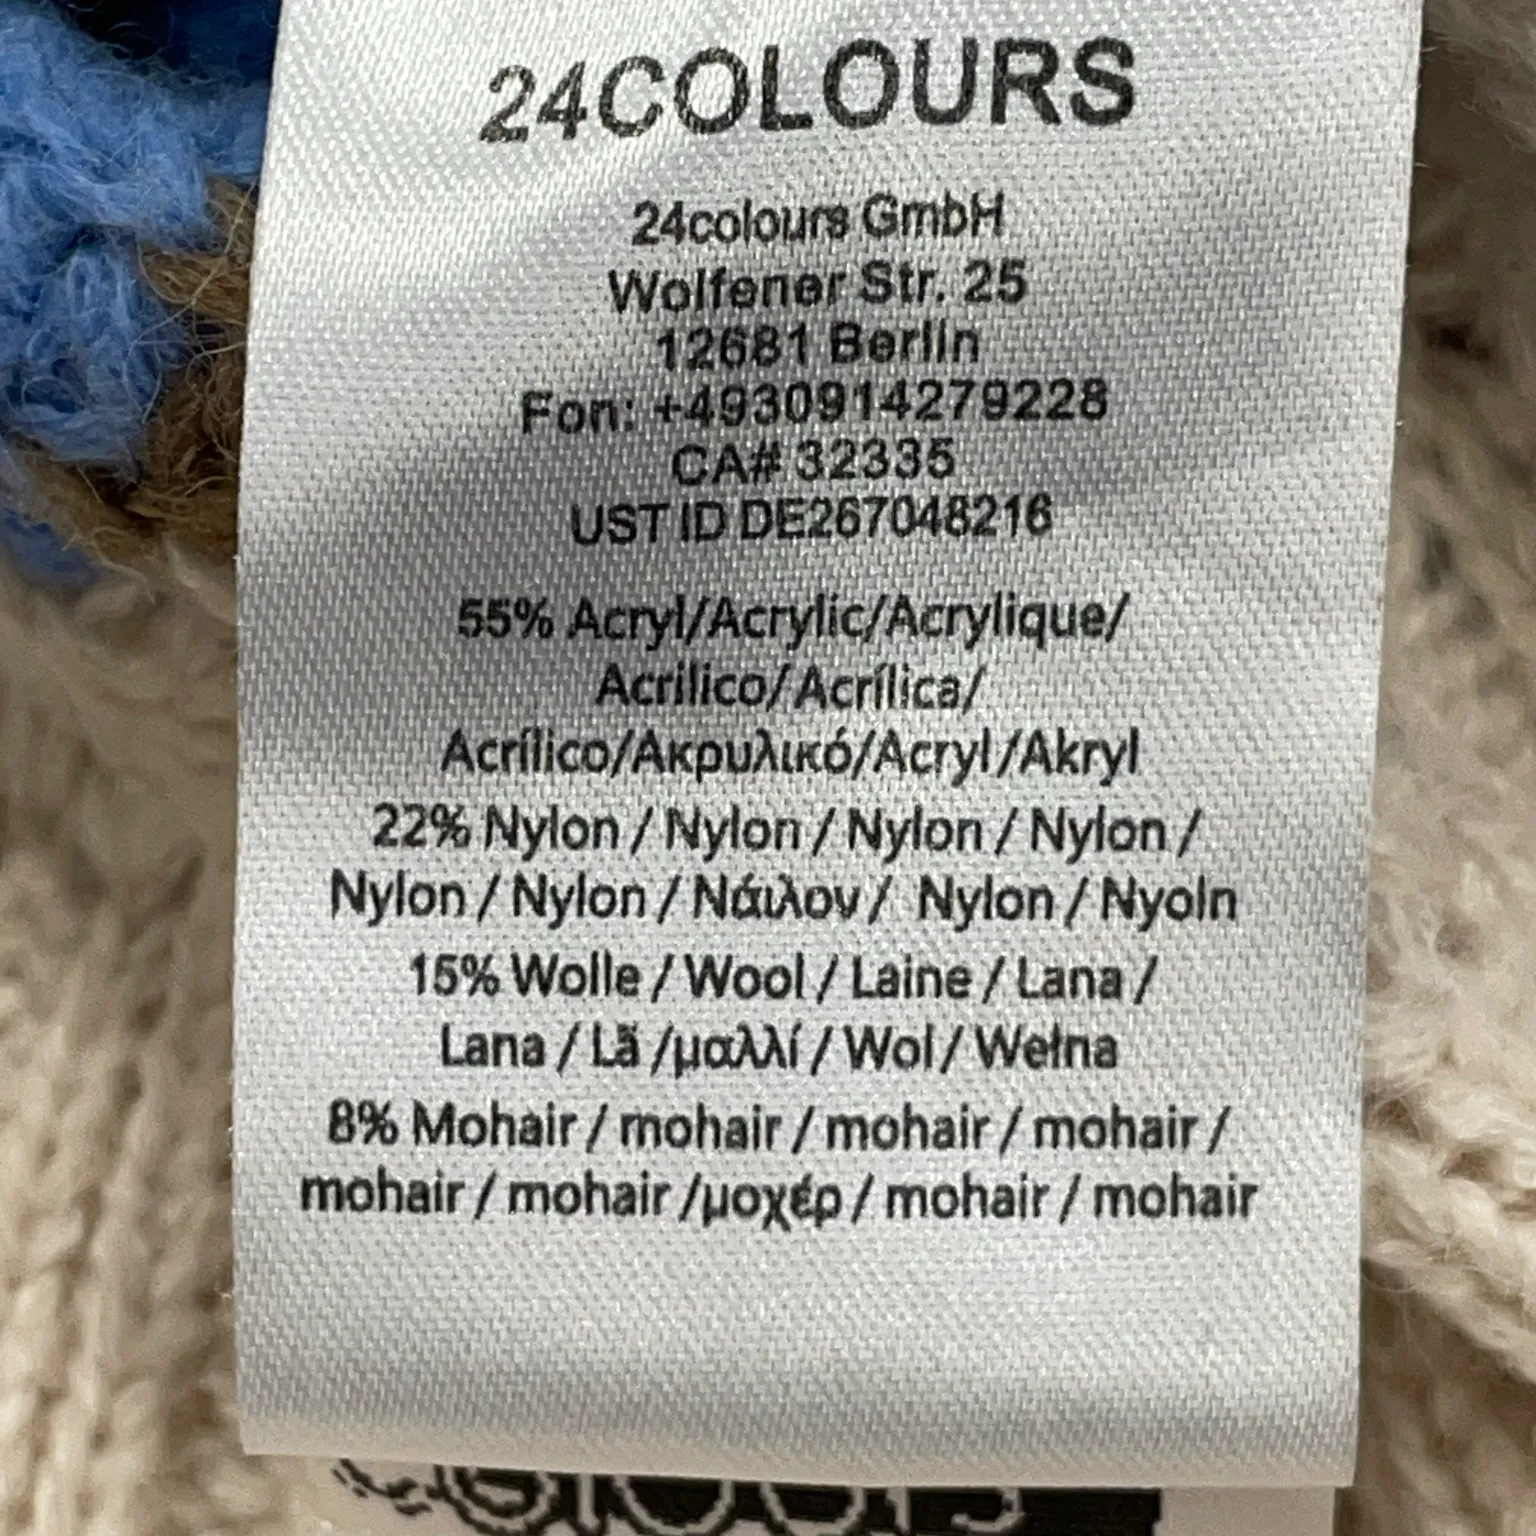 24COLOURS
24colours GmbH
Wolfener Str. 25
12681 Berlin
Fon: +4930914279228
CA# 32335
UST ID DE267048216
55% Acryl/Acrylic/Acrylique/
Acrilico/Acrílica/
Acrílico/Ακρυλικό/Acryl/Akryl
22% Nylon / Nylon / Nylon / Nylon /
Nylon / Nylon / Νάιλον / Nylon / Nyoln
15% Wolle / Wool / Laine / Lana /
Lana / Lã /μαλλί / Wol / Wełna
8% Mohair / mohair / mohair / mohair /
mohair / mohair /μοχέρ / mohair / mohair